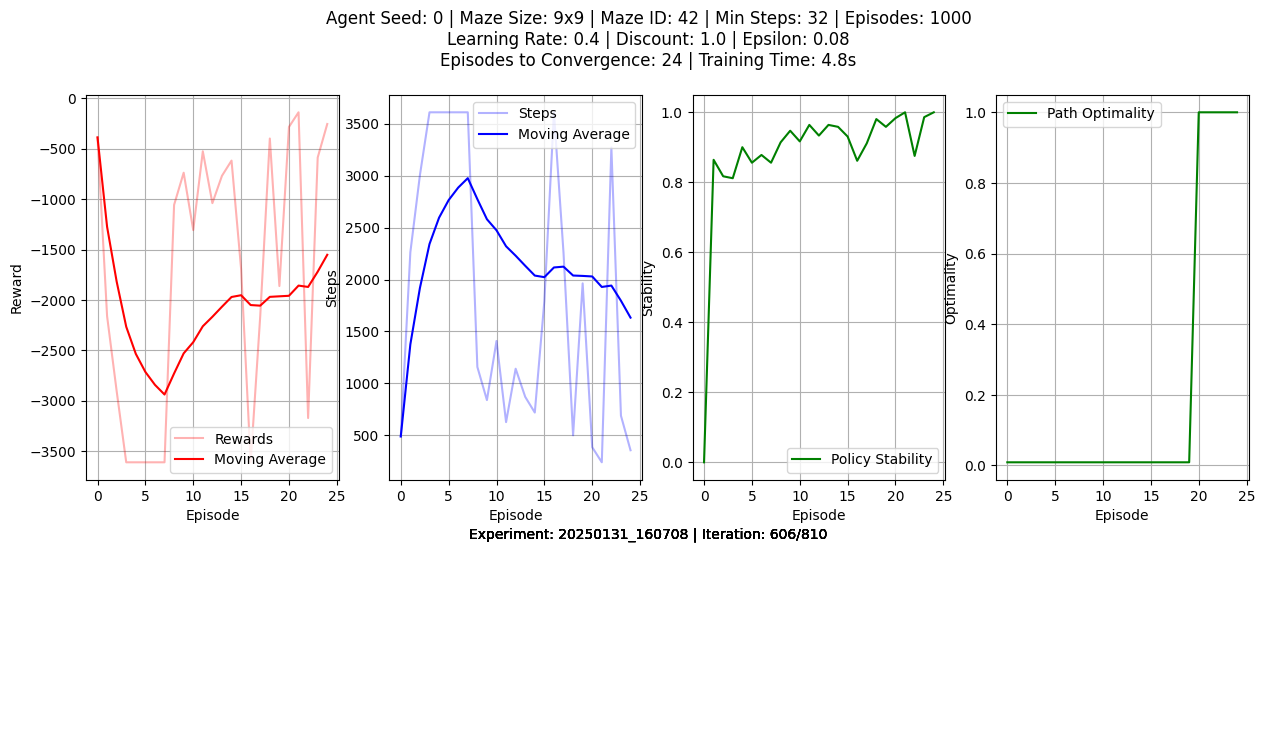 Agent Seed: 0 | Maze Size: 9x9 | Maze ID: 42 | Min Steps: 32 | Episodes: 1000
Learning Rate: 0.4 | Discount: 1.0 | Epsilon: 0.08
Episodes to Convergence: 24 | Training Time: 4.8s
Reward
0
−500
−1000
−1500
−2000
−2500
−3000
−3500
Rewards
Moving Average
0 5 10 15 20 25
Episode
Steps
3500
3000
2500
2000
1500
1000
500
Steps
Moving Average
0 5 10 15 20 25
Episode
Stability
1.0
0.8
0.6
0.4
0.2
0.0
Policy Stability
0 5 10 15 20 25
Episode
Optimality
1.0
0.8
0.6
0.4
0.2
0.0
Path Optimality
0 5 10 15 20 25
Episode
Experiment: 20250131_160708 | Iteration: 606/810